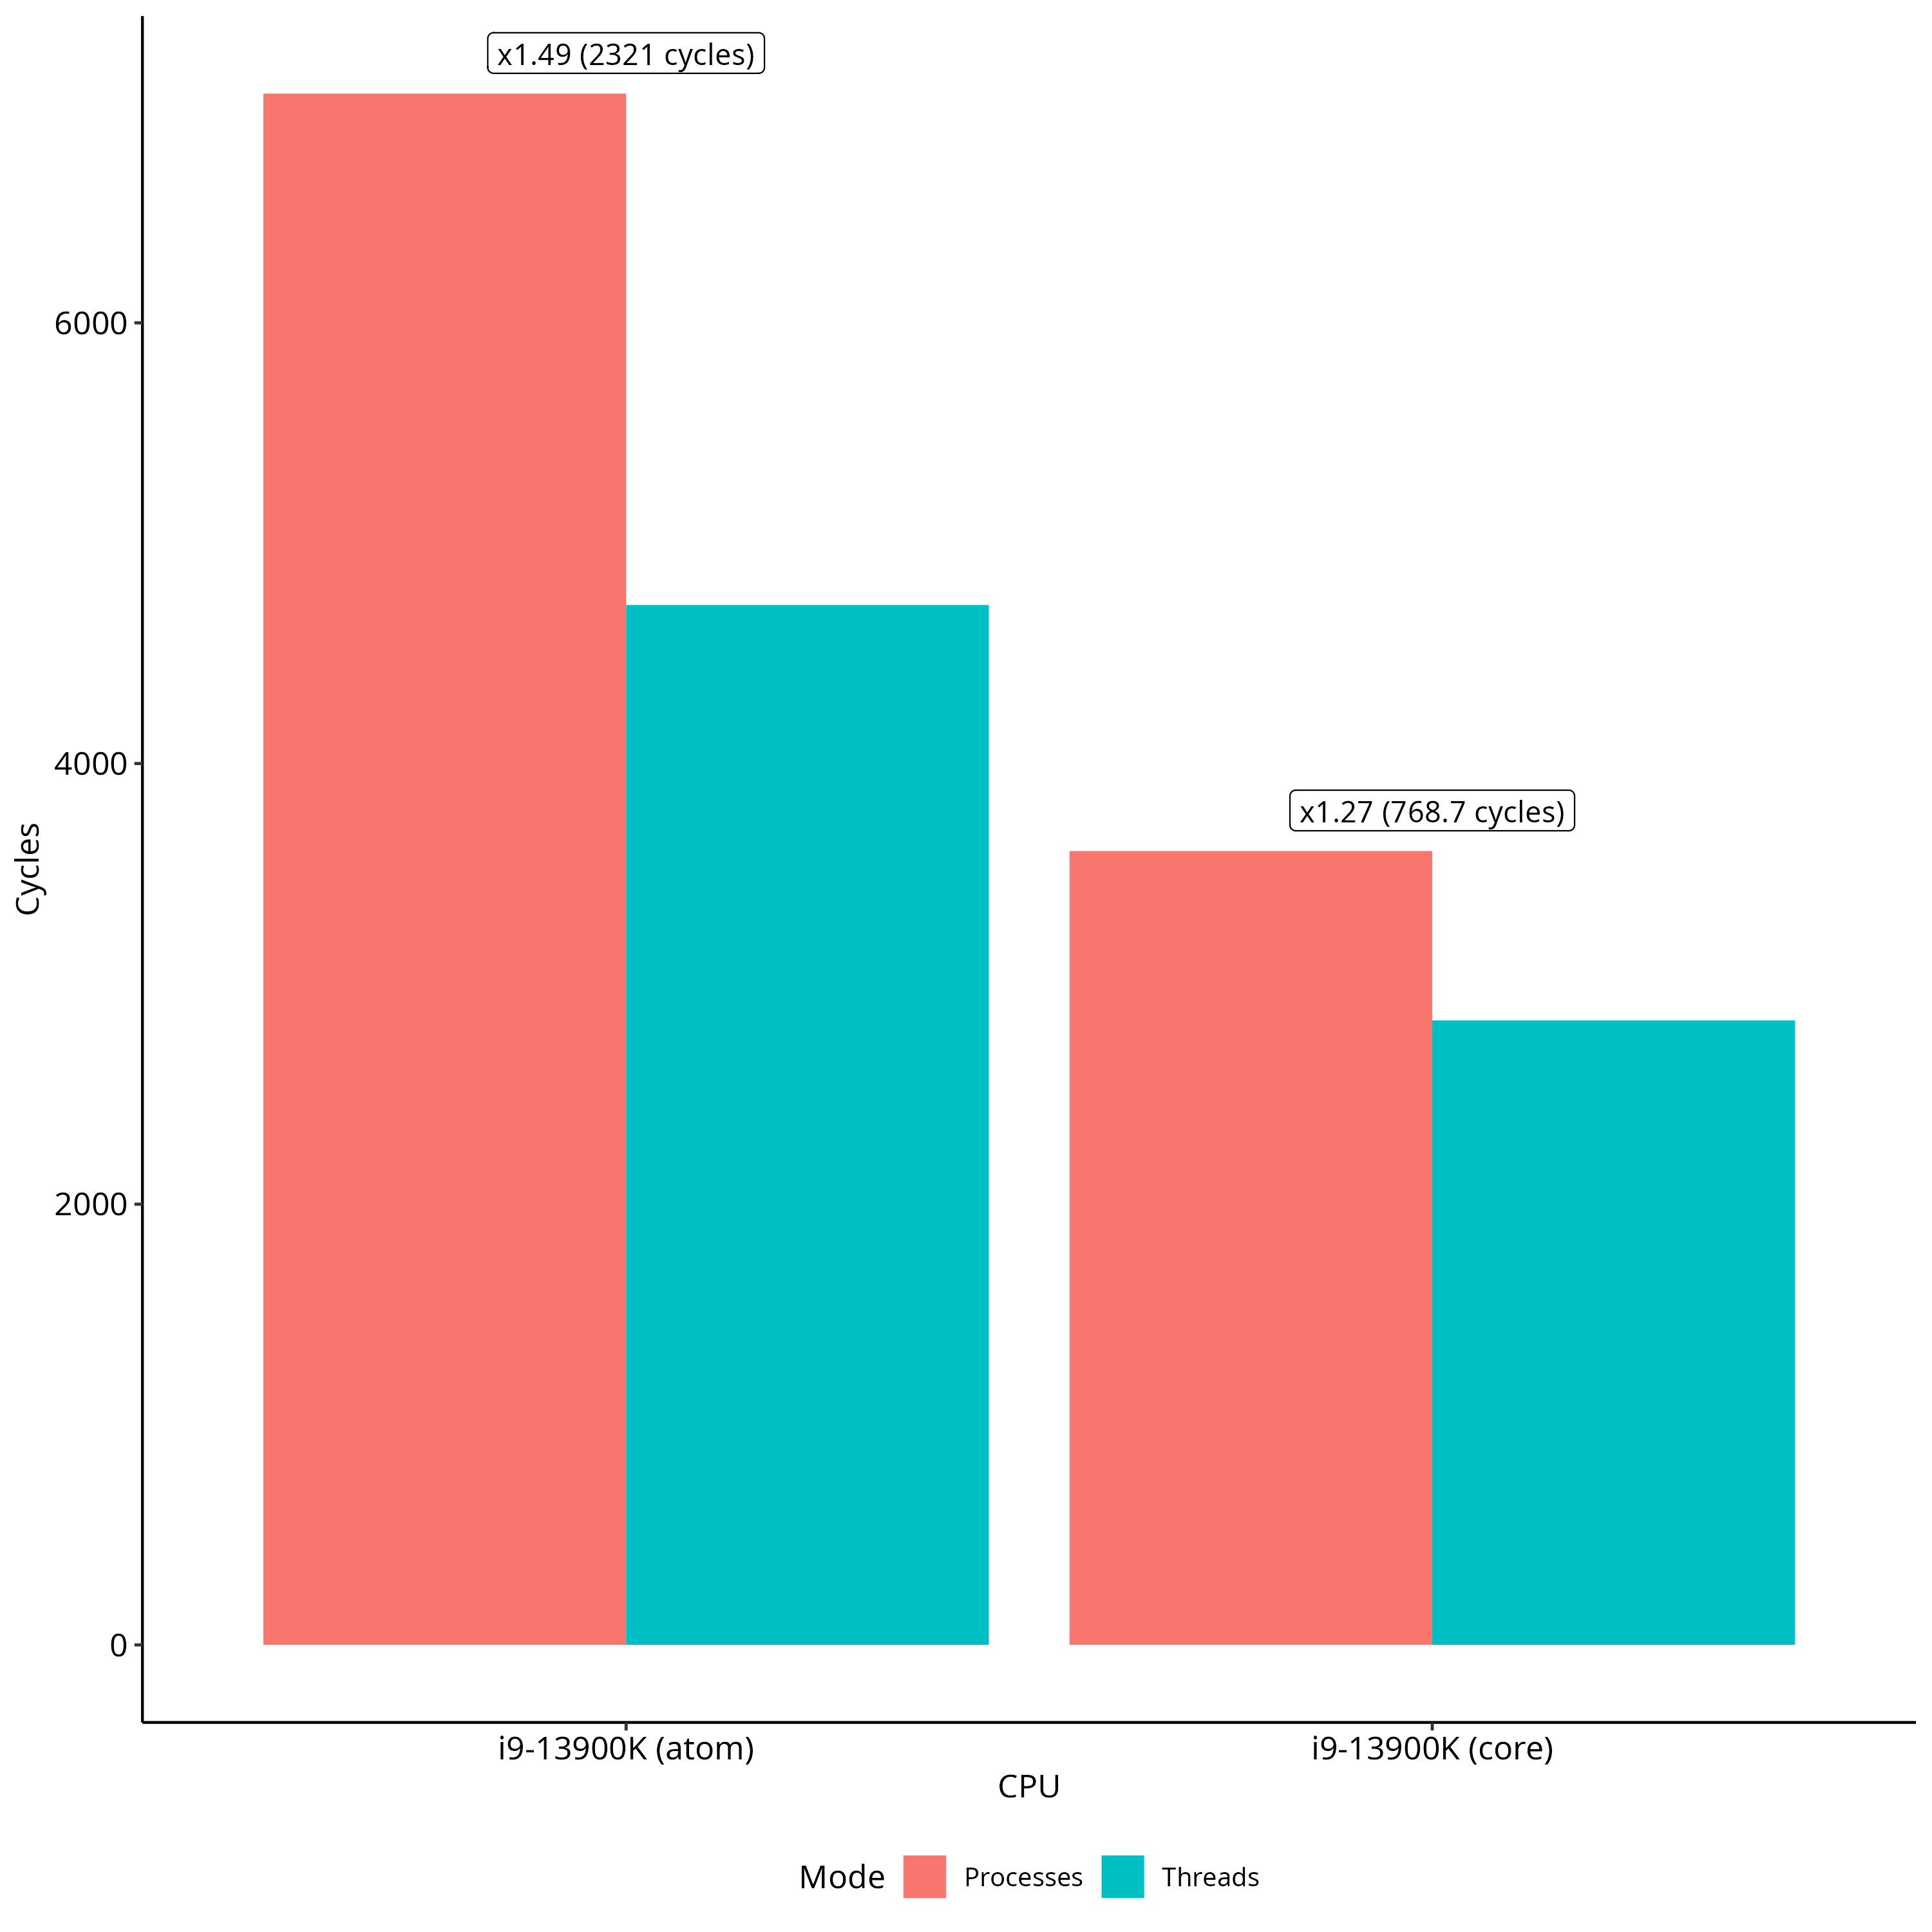 x1.49 (2321 cycles)
6000
4000
x1.27 (768.7 cycles)
Cycles
2000
0
i9-13900K (atom)
i9-13900K (core)
CPU
Mode
Processes
Threads